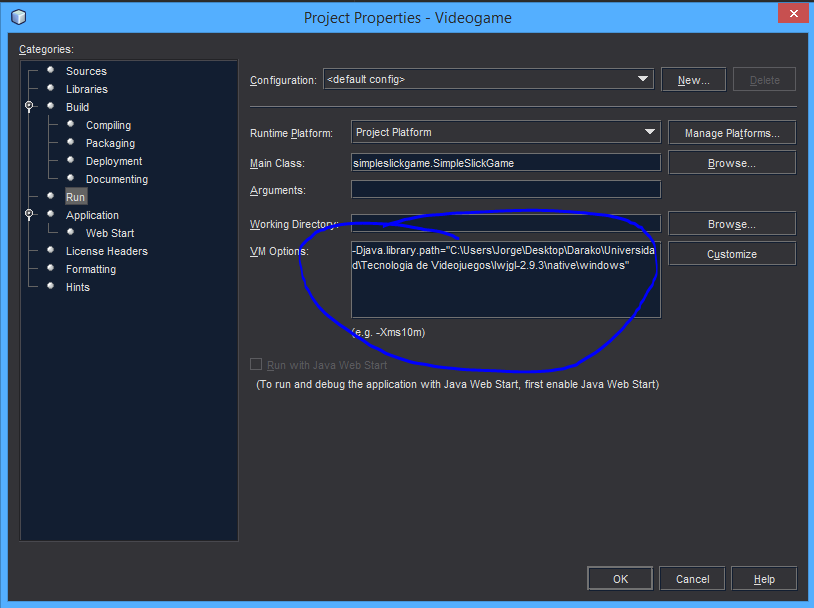 Project Properties - Videogame
Categories:
Sources
Libraries
Build
Compiling
Packaging
Deployment
Documenting
Run
Application
Web Start
License Headers
Formatting
Hints
Configuration: <default config> New... Delete
Runtime Platform: Project Platform Manage Platforms...
Main Class: simpleslickgame.SimpleSlickGame Browse...
Arguments:
Working Directory: Browse...
VM Options: -Djava.library.path="C:\Users\Jorge\Desktop\Darako\Universida Customize
d\Tecnologia de Videojuegos\lwjgl-2.9.3\native\windows"
(e.g. -Xms10m)
Run with Java Web Start
(To run and debug the application with Java Web Start, first enable Java Web Start)
OK Cancel Help